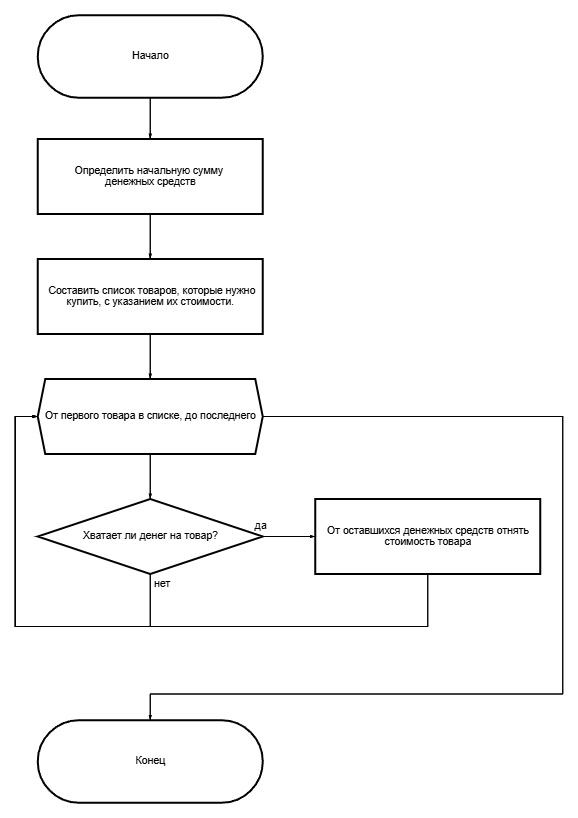 Начало
Определить начальную сумму
денежных средств
Составить список товаров, которые нужно
купить, с указанием их стоимости.
От первого товара в списке, до последнего
Хватает ли денег на товар?
да
От оставшихся денежных средств отнять
стоимость товара
нет
Конец